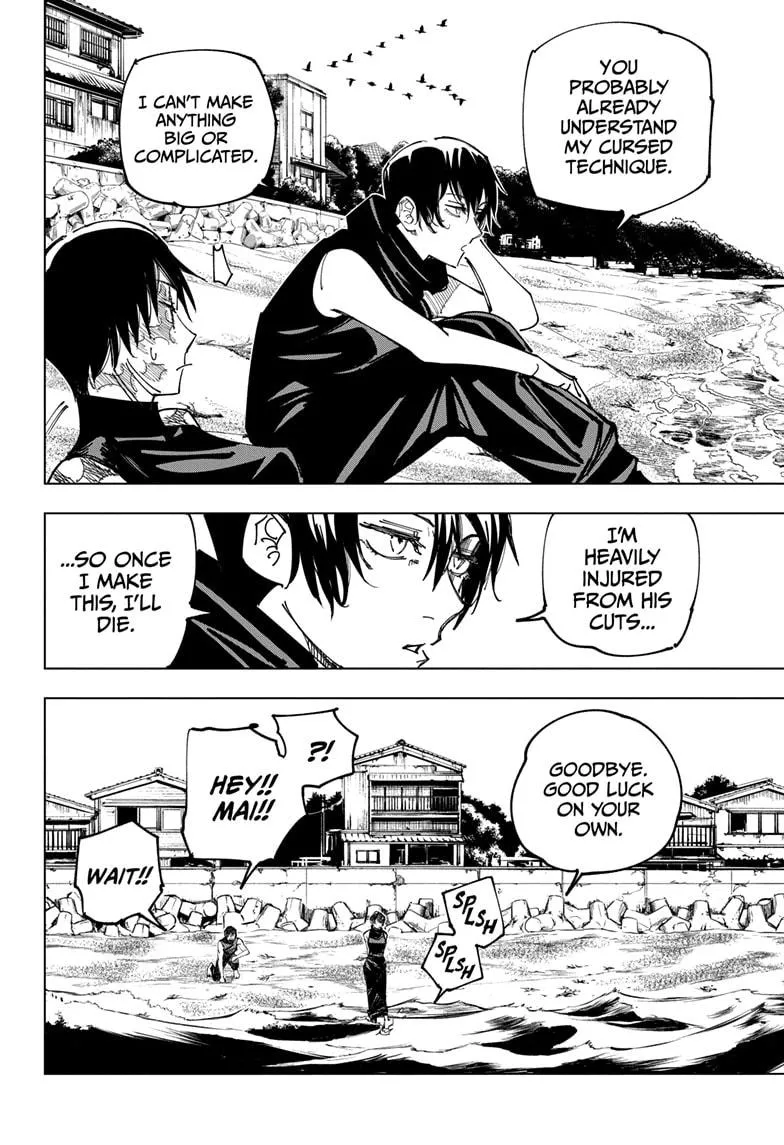 YOU
PROBABLY
ALREADY
UNDERSTAND
MY CURSED
TECHNIQUE.
I CAN'T MAKE
ANYTHING
BIG OR
COMPLICATED.
I'M
HEAVILY
INJURED
FROM HIS
CUTS...
...SO ONCE
I MAKE
THIS, I'LL
DIE.
GOODBYE.
GOOD LUCK
ON YOUR
OWN.
?!
HEY!!
MAI!!
WAIT!!
SPLSH
SPLSH